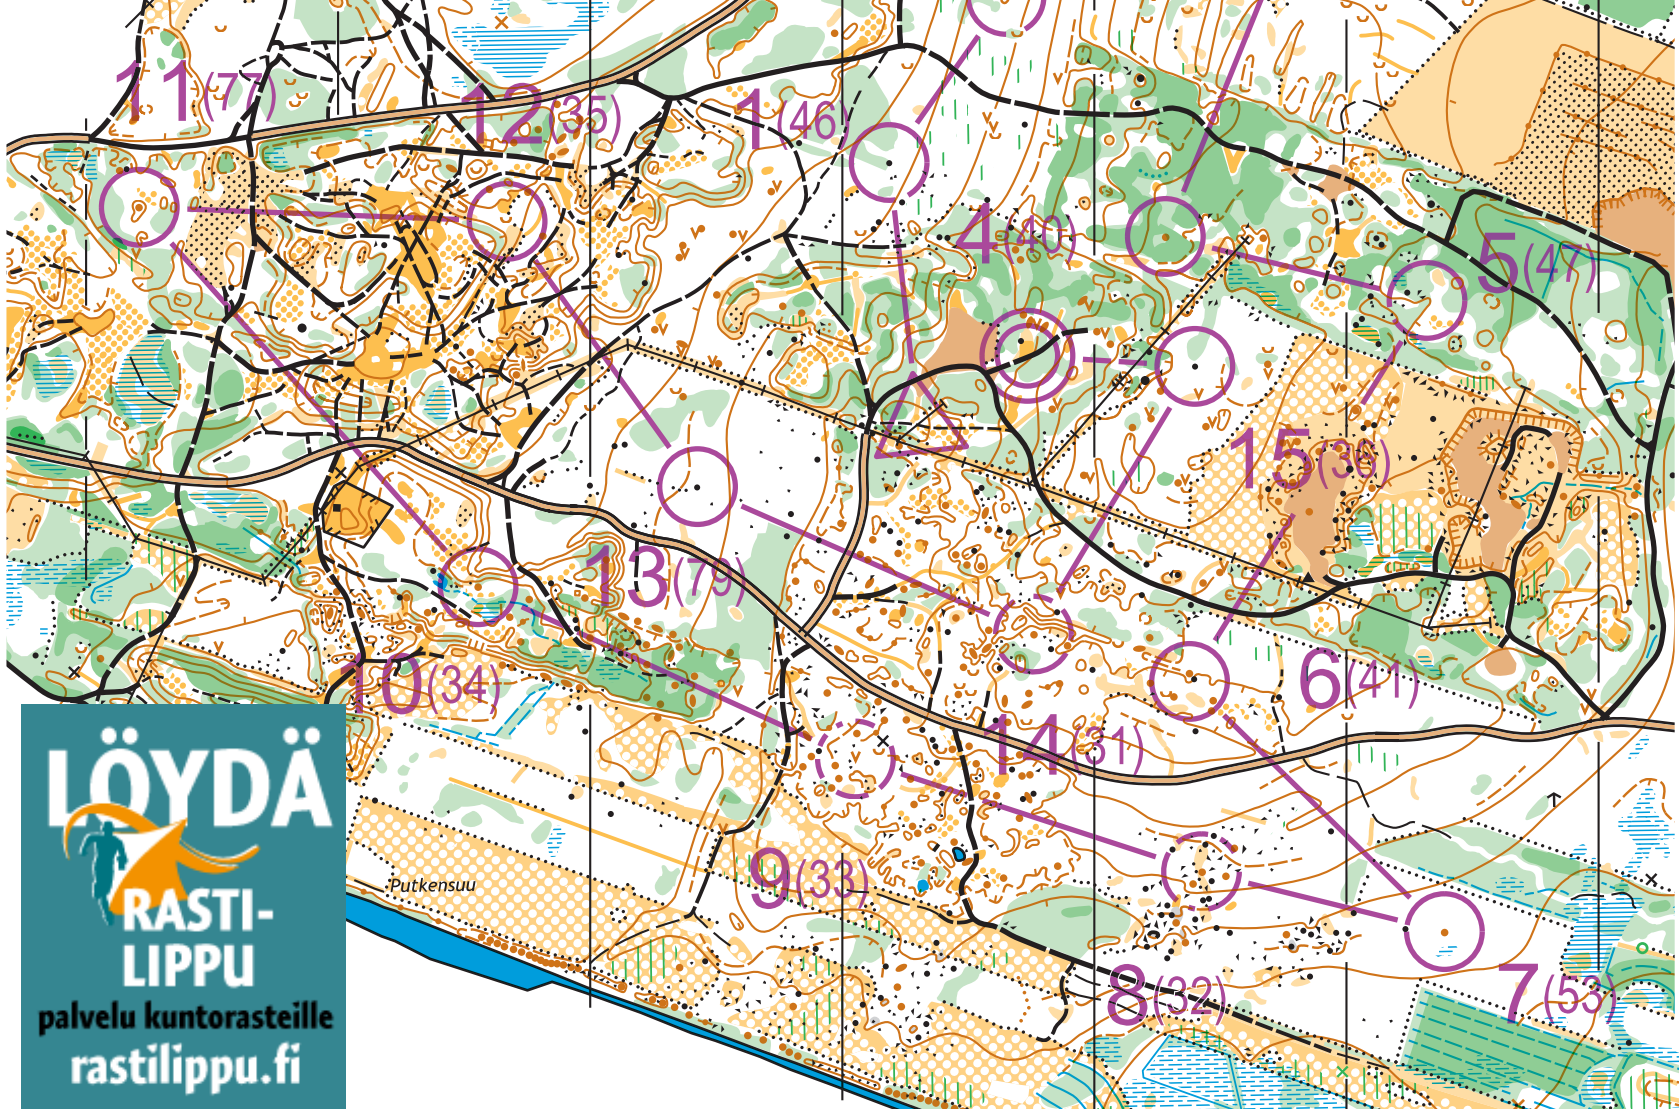 11(77)
12(35)
1(46)
4(40)
5(47)
15(36)
13(79)
10(34)
6(41)
14(31)
9(33)
8(32)
7(53)
Putkensuu
LÖYDÄ
RASTI-
LIPPU
palvelu kuntorasteille
rastilippu.fi